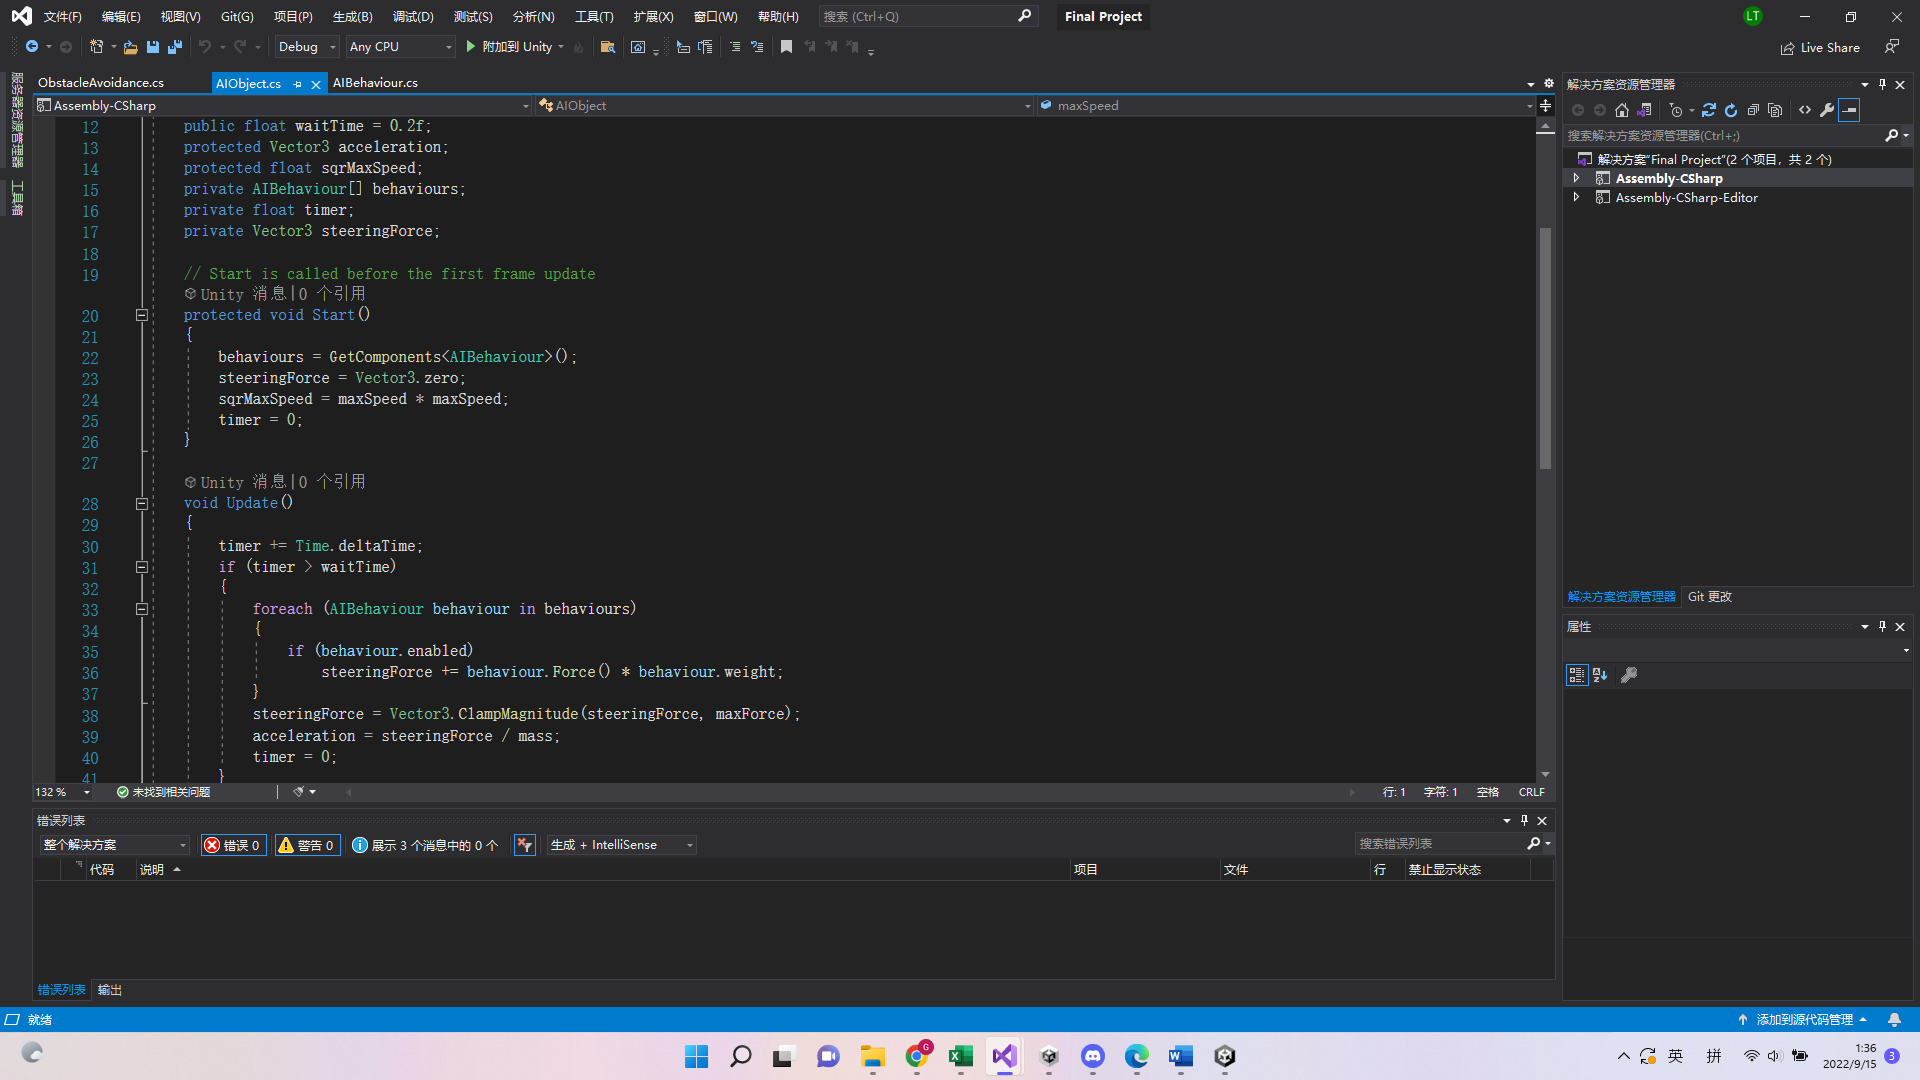 文件(F) 编辑(E) 视图(V) Git(G) 项目(P) 生成(B) 调试(D) 测试(S) 分析(N) 工具(T) 扩展(X) 窗口(W) 帮助(H) 搜索 (Ctrl+Q) Final Project LT
Debug Any CPU 附加到 Unity Live Share
服务器资源管理器
工具箱
ObstacleAvoidance.cs AIObject.cs AIBehaviour.cs
Assembly-CSharp AIObject maxSpeed
12 public float waitTime = 0.2f;
13 protected Vector3 acceleration;
14 protected float sqrMaxSpeed;
15 private AIBehaviour[] behaviours;
16 private float timer;
17 private Vector3 steeringForce;
18
19 // Start is called before the first frame update
Unity 消息|0 个引用
20 protected void Start()
21 {
22 behaviours = GetComponents<AIBehaviour>();
23 steeringForce = Vector3.zero;
24 sqrMaxSpeed = maxSpeed * maxSpeed;
25 timer = 0;
26 }
27
Unity 消息|0 个引用
28 void Update()
29 {
30 timer += Time.deltaTime;
31 if (timer > waitTime)
32 {
33 foreach (AIBehaviour behaviour in behaviours)
34 {
35 if (behaviour.enabled)
36 steeringForce += behaviour.Force() * behaviour.weight;
37 }
38 steeringForce = Vector3.ClampMagnitude(steeringForce, maxForce);
39 acceleration = steeringForce / mass;
40 timer = 0;
41 }
132 % 未找到相关问题 行: 1 字符: 1 空格 CRLF
错误列表
整个解决方案 错误 0 警告 0 展示 3 个消息中的 0 个 生成 + IntelliSense 搜索错误列表
代码 说明 项目 文件 行 禁止显示状态
错误列表 输出
解决方案资源管理器
搜索解决方案资源管理器(Ctrl+;)
解决方案"Final Project"(2 个项目，共 2 个)
Assembly-CSharp
Assembly-CSharp-Editor
解决方案资源管理器 Git 更改
属性
就绪 添加到源代码管理
英 拼 1:36
2022/9/15 3